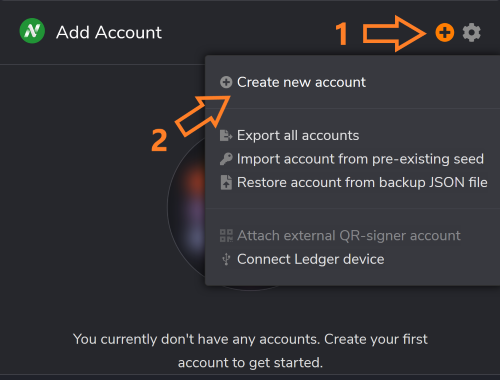 Add Account
1
Create new account
2
Export all accounts
Import account from pre-existing seed
Restore account from backup JSON file
Attach external QR-signer account
Connect Ledger device
You currently don't have any accounts. Create your first
account to get started.